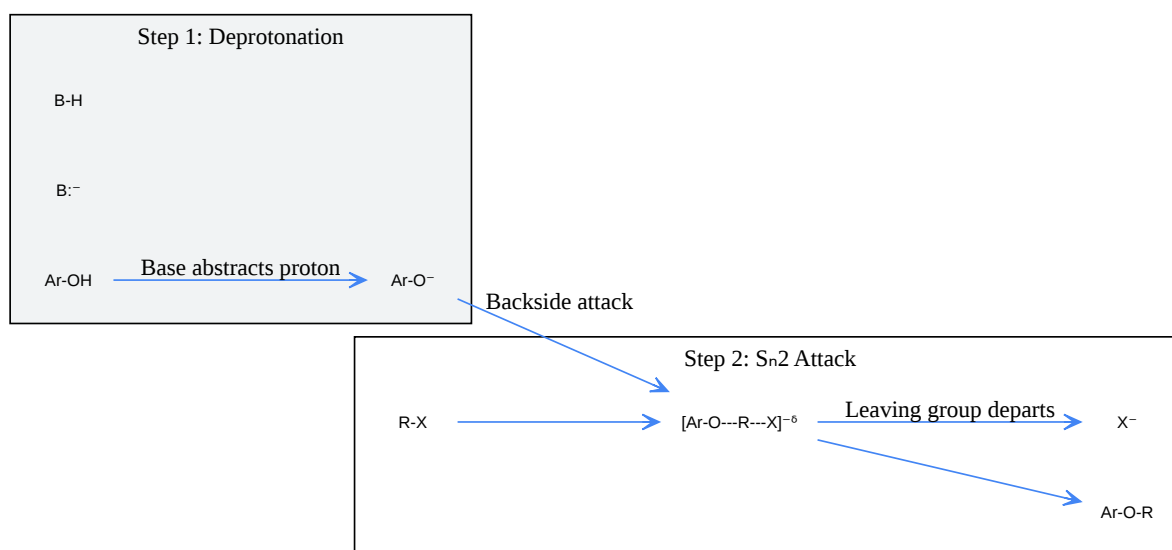 Step 1: Deprotonation
B-H
B:⁻
Ar-OH
Base abstracts proton
Ar-O⁻
Backside attack
Step 2: Sₙ2 Attack
R-X
[Ar-O---R---X]⁻ᵟ
Leaving group departs
X⁻
Ar-O-R